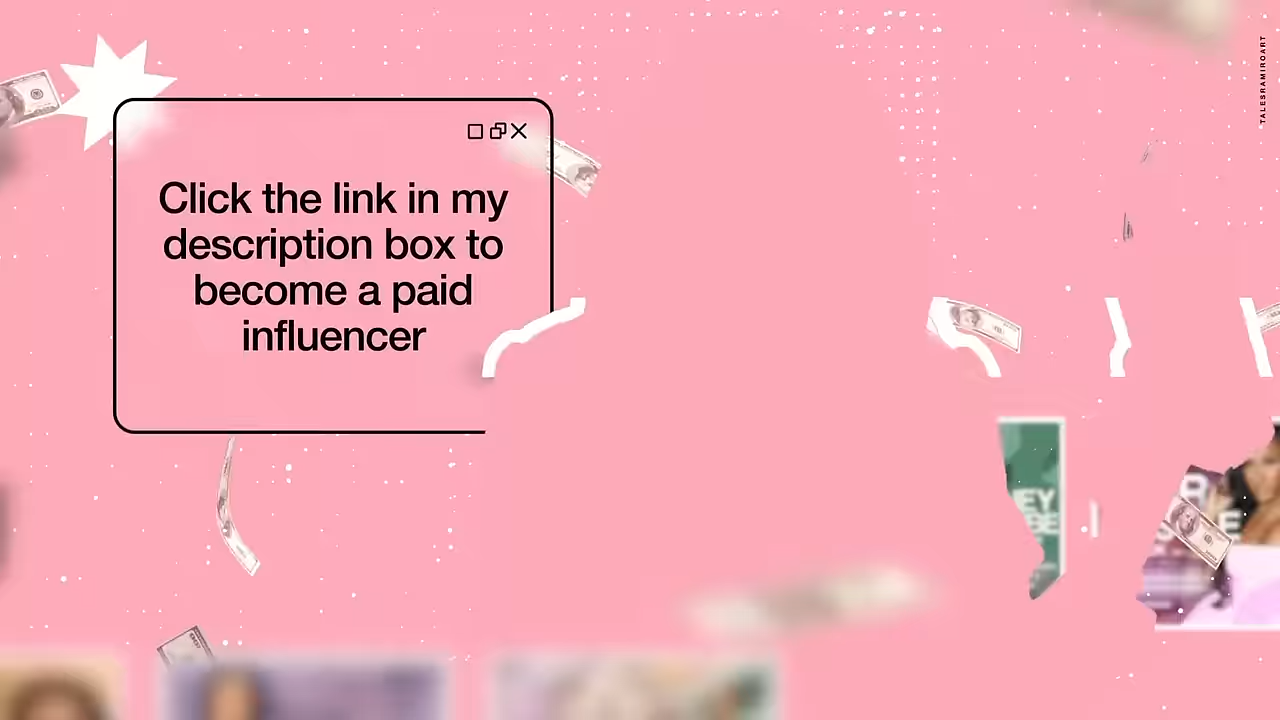 TALESRAMIROART
Click the link in my
description box to
become a paid
influencer